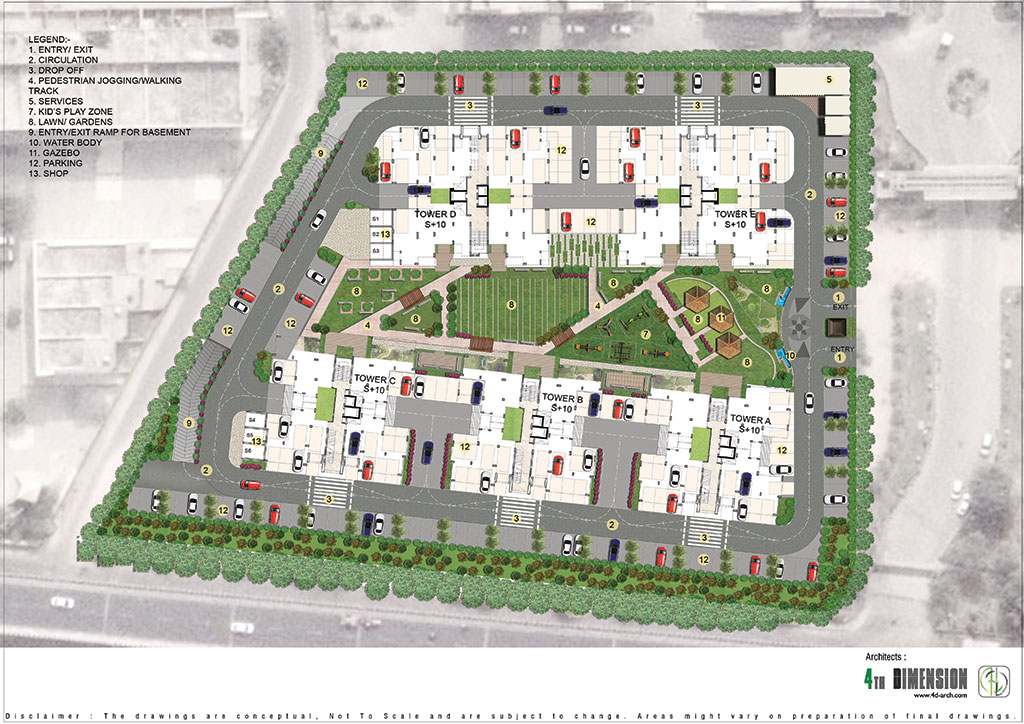 LEGEND:-
1. ENTRY/ EXIT
2. CIRCULATION
3. DROP OFF
4. PEDESTRIAN JOGGING/WALKING
TRACK
5. SERVICES
7. KID'S PLAY ZONE
8. LAWN/ GARDENS
9. ENTRY/EXIT RAMP FOR BASEMENT
10. WATER BODY
11. GAZEBO
12. PARKING
13. SHOP
12
5
3
3
12
9
2
12
TOWER D
S+10
TOWER E
S+10
S1
S2
13
S3
12
8
8
8
1
EXIT
2
8
8
11
12
12
4
8
4
7
ENTRY
1
10
8
TOWER C
S+10
TOWER B
S+10
TOWER A
S+10
9
S4
S5
13
S6
12
12
2
12
3
3
2
3
12
Architects :
4TH DIMENSION
www.4d-arch.com
Disclaimer : The drawings are conceptual, Not To Scale and are subject to change. Areas might vary on preparation of final drawings.